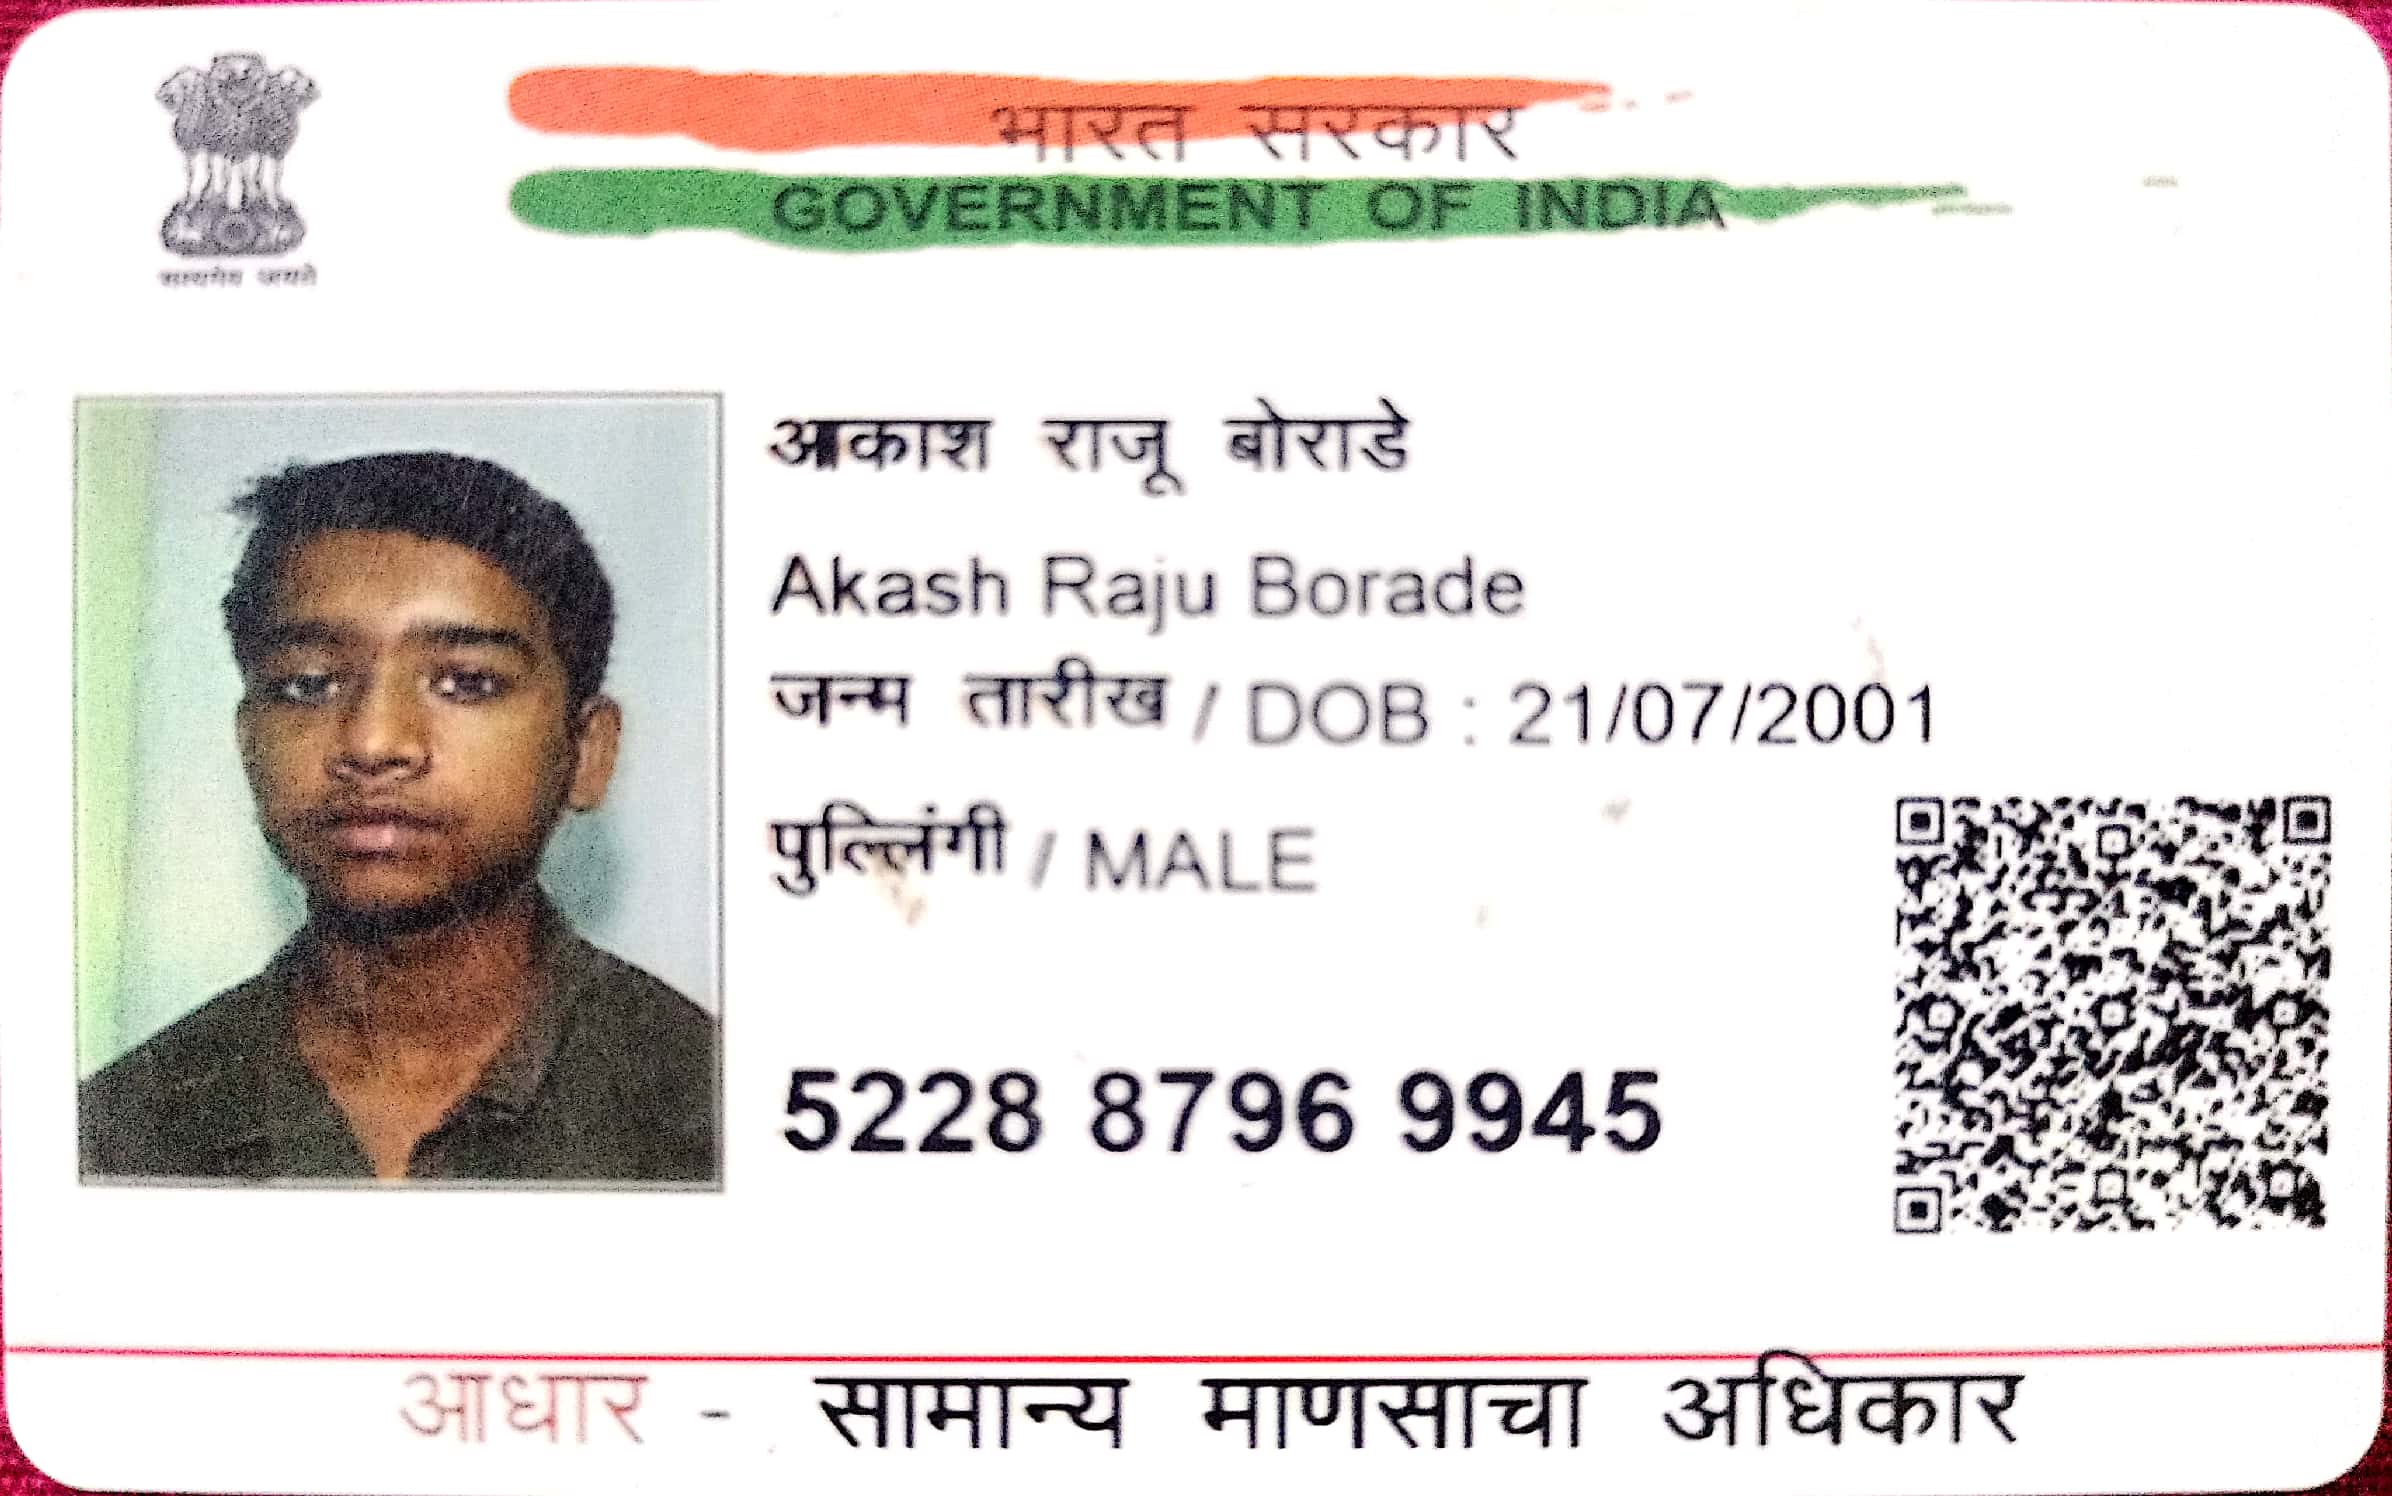 भारत सरकार
GOVERNMENT OF INDIA
सत्यमेव जयते
आकाश राजू बोराडे
Akash Raju Borade
जन्म तारीख / DOB : 21/07/2001
पुल्लिंगी / MALE
5228 8796 9945
आधार - सामान्य माणसाचा अधिकार